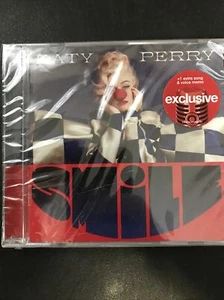 KATY PERRY
+1 extra song
& voice memo
exclusive
SMILE